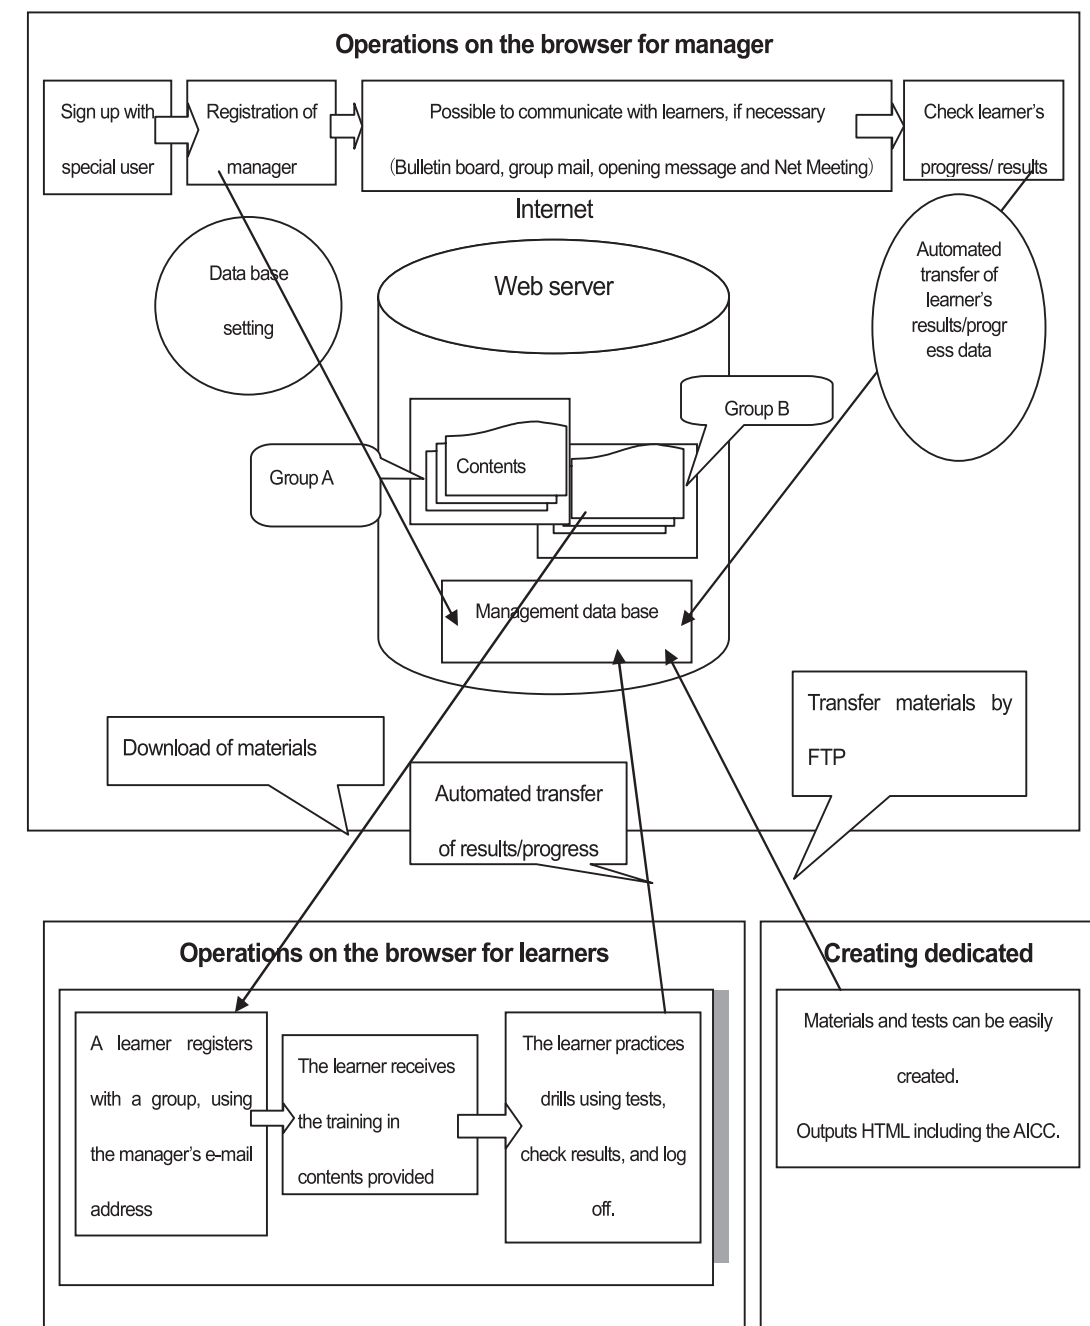 Operations on the browser for manager
Sign up with
special user
Registration of
manager
Possible to communicate with learners, if necessary
(Bulletin board, group mail, opening message and Net Meeting)
Check learner's
progress/ results
Internet
Data base
setting
Web server
Automated
transfer of
learner's
results/progr
ess data
Group B
Group A
Contents
Management data base
Download of materials
Transfer materials by
FTP
Automated transfer
of results/progress
Operations on the browser for learners
A learner registers
with a group, using
the manager's e-mail
address
The learner receives
the training in
contents provided
The learner practices
drills using tests,
check results, and log
off.
Creating dedicated
Materials and tests can be easily
created.
Outputs HTML including the AICC.